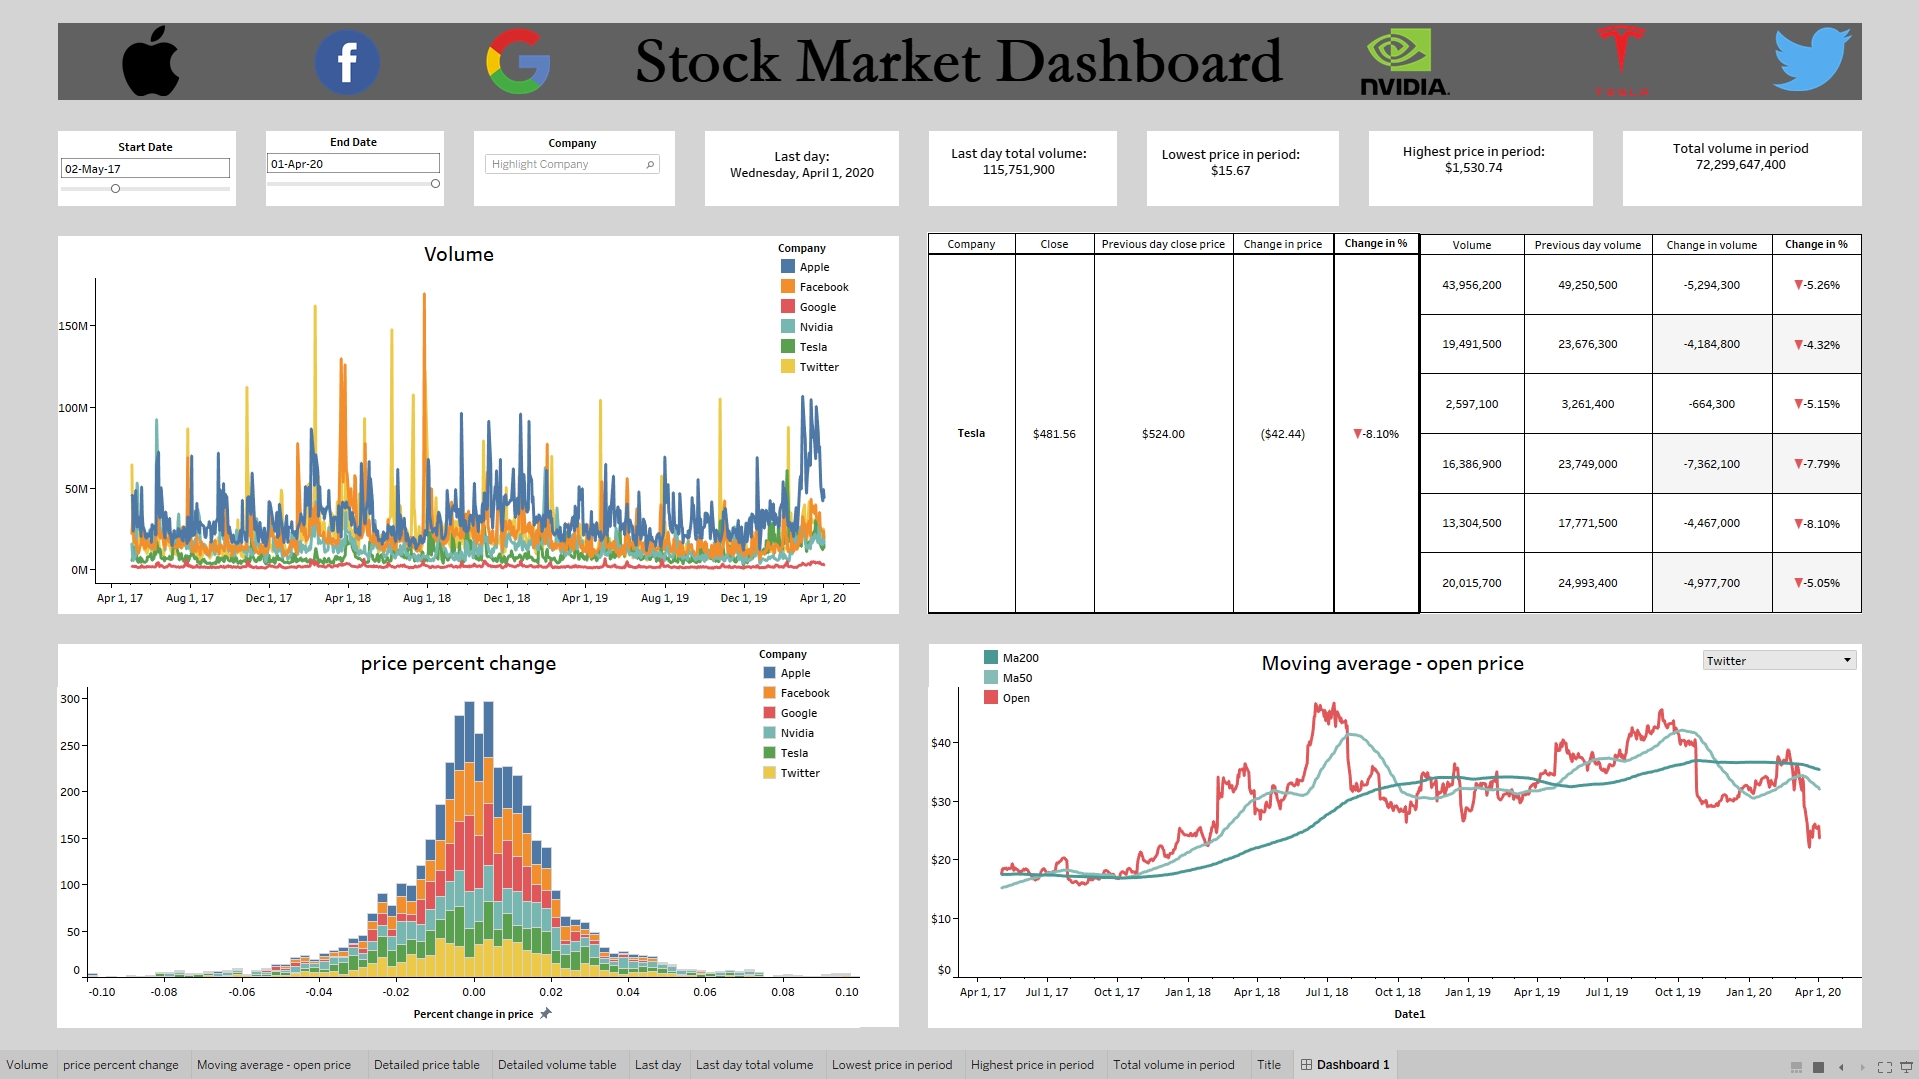 Stock Market Dashboard
NVIDIA.
TESLA
Start Date
02-May-17
End Date
01-Apr-20
Company
Highlight Company
Last day:
Wednesday, April 1, 2020
Last day total volume:
115,751,900
Lowest price in period:
$15.67
Highest price in period:
$1,530.74
Total volume in period
72,299,647,400
Volume
Company
Apple
Facebook
Google
Nvidia
Tesla
Twitter
150M
100M
50M
0M
Apr 1, 17 Aug 1, 17 Dec 1, 17 Apr 1, 18 Aug 1, 18 Dec 1, 18 Apr 1, 19 Aug 1, 19 Dec 1, 19 Apr 1, 20
Company Close Previous day close price Change in price Change in %
Tesla $481.56 $524.00 ($42.44) ▼-8.10%
Volume Previous day volume Change in volume Change in %
43,956,200 49,250,500 -5,294,300 ▼-5.26%
19,491,500 23,676,300 -4,184,800 ▼-4.32%
2,597,100 3,261,400 -664,300 ▼-5.15%
16,386,900 23,749,000 -7,362,100 ▼-7.79%
13,304,500 17,771,500 -4,467,000 ▼-8.10%
20,015,700 24,993,400 -4,977,700 ▼-5.05%
price percent change
Company
Apple
Facebook
Google
Nvidia
Tesla
Twitter
300
250
200
150
100
50
0
-0.10 -0.08 -0.06 -0.04 -0.02 0.00 0.02 0.04 0.06 0.08 0.10
Percent change in price
Moving average - open price
Twitter
Ma200
Ma50
Open
$40
$30
$20
$10
$0
Apr 1, 17 Jul 1, 17 Oct 1, 17 Jan 1, 18 Apr 1, 18 Jul 1, 18 Oct 1, 18 Jan 1, 19 Apr 1, 19 Jul 1, 19 Oct 1, 19 Jan 1, 20 Apr 1, 20
Date1
Volume price percent change Moving average - open price Detailed price table Detailed volume table Last day Last day total volume Lowest price in period Highest price in period Total volume in period Title Dashboard 1